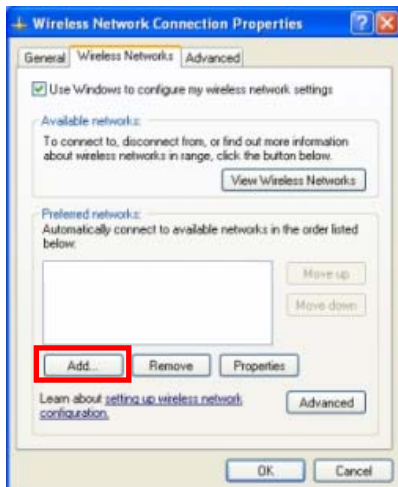 Wireless Network Connection Properties
General Wireless Networks Advanced
Use Windows to configure my wireless network settings
Available networks:
To connect to, disconnect from, or find out more information
about wireless networks in range, click the button below.
View Wireless Networks
Preferred networks:
Automatically connect to available networks in the order listed
below:
Move up
Move down
Add... Remove Properties
Learn about setting up wireless network
configuration.
Advanced
OK Cancel